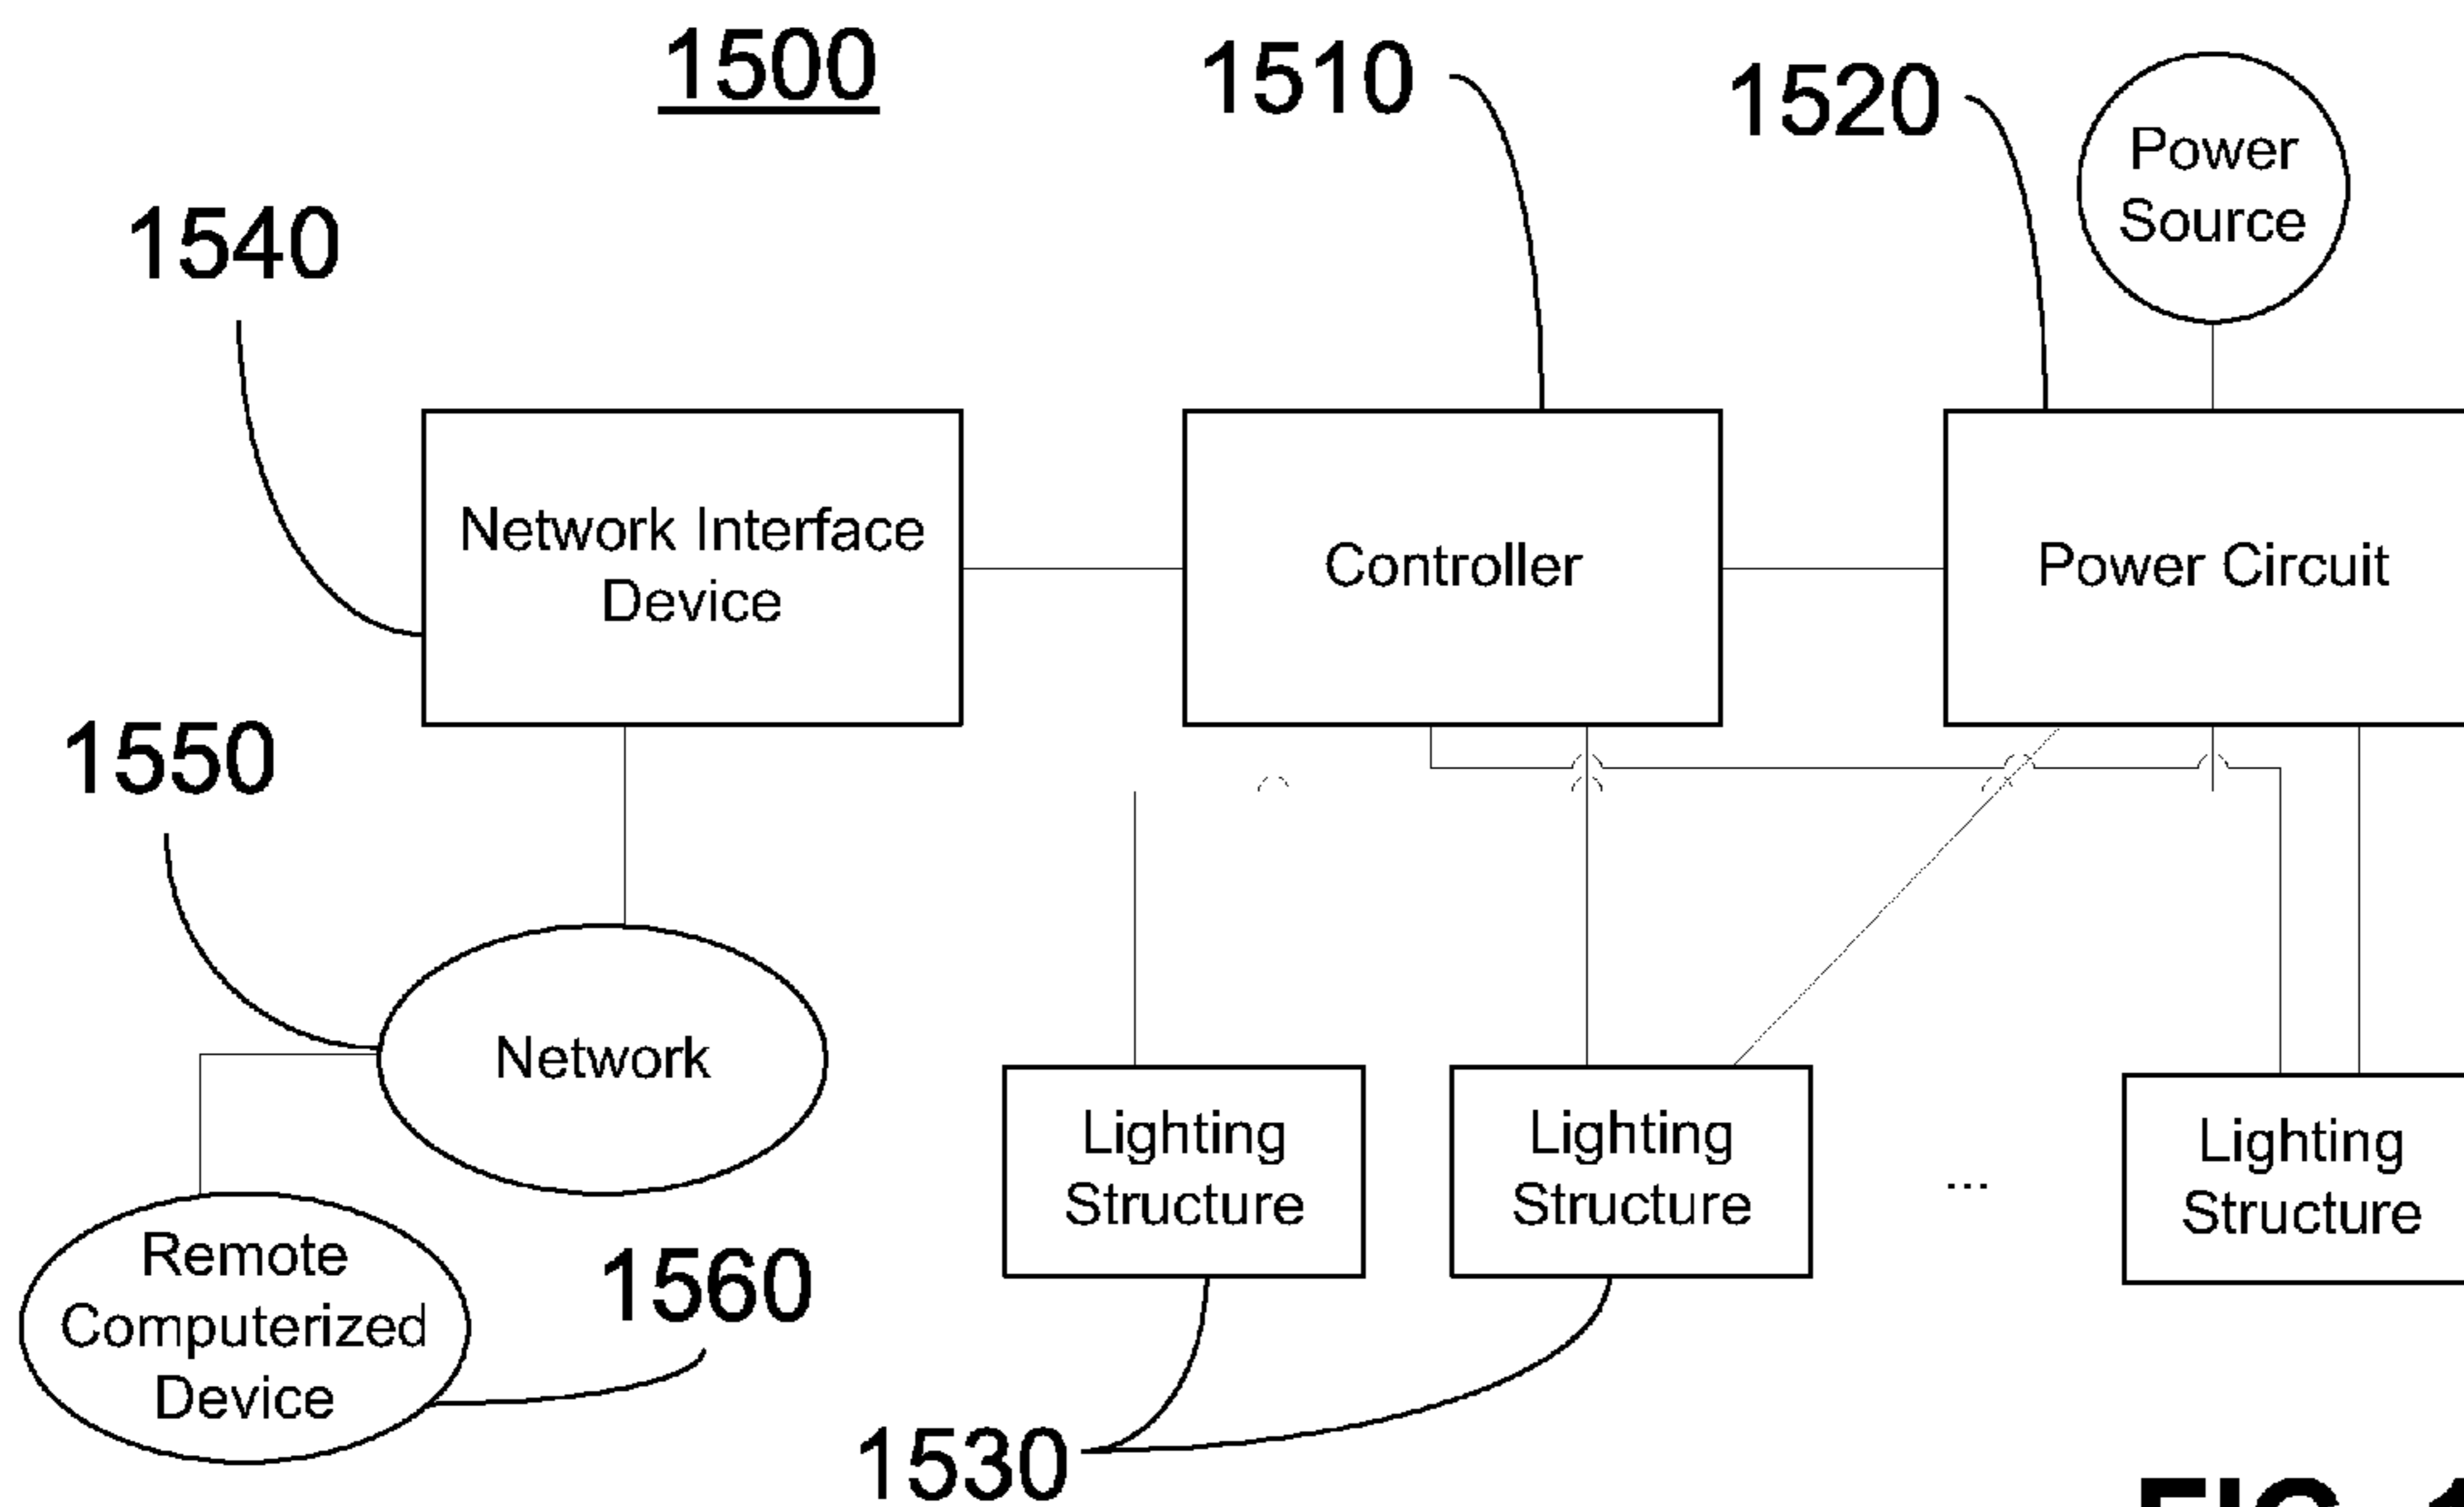 1500
1510
1520
Power
Source
1540
Network Interface
Device
Controller
Power Circuit
1550
Network
Lighting
Structure
Lighting
Structure
...
Lighting
Structure
Remote
Computerized
Device
1560
1530